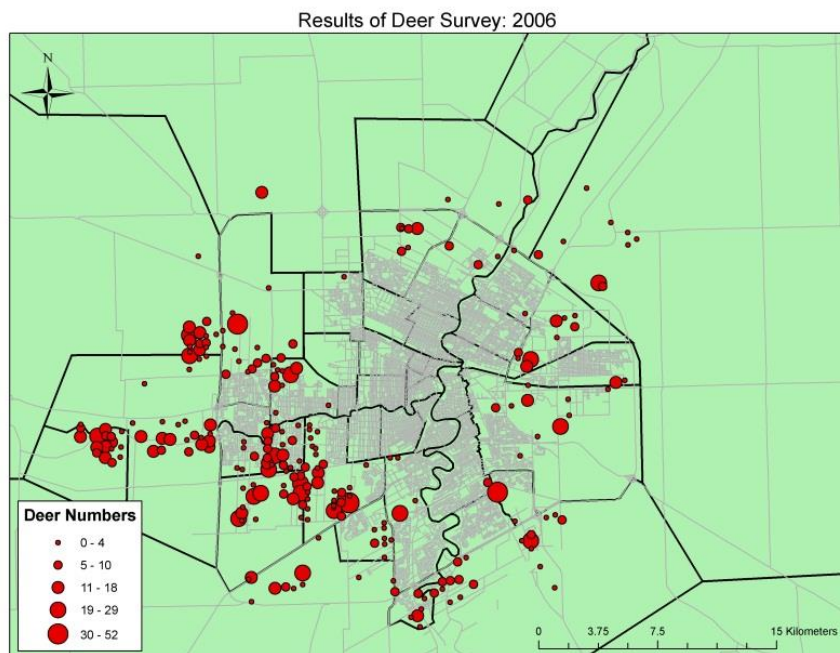 Results of Deer Survey: 2006
N
Deer Numbers
0 - 4
5 - 10
11 - 18
19 - 29
30 - 52
0 3.75 7.5 15 Kilometers